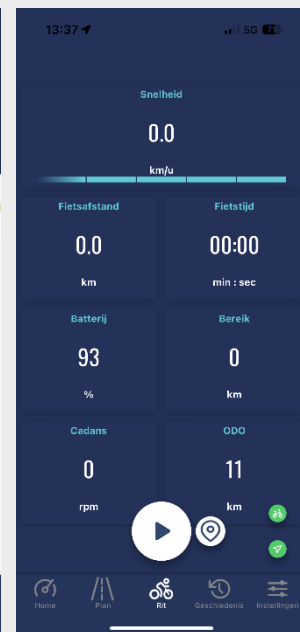 13:37 5G 71
Snelheid
0.0
km/u
Fietsafstand Fietstijd
0.0 00:00
km min : sec
Batterij Bereik
93 0
% km
Cadans ODO
0 11
rpm km
Home Plan Rit Geschiedenis Instellingen